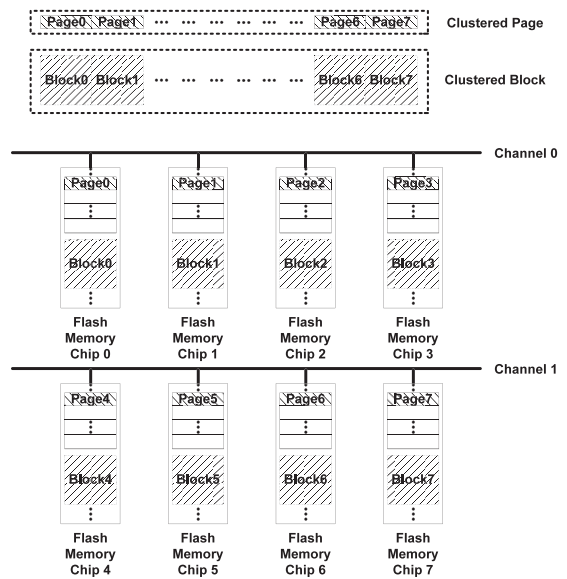 Page0 Page1 ... ... ... ... ... ... Page6 Page7 Clustered Page
Block0 Block1 ... ... ... ... ... ... Block6 Block7 Clustered Block
Channel 0
Page0 Page1 Page2 Page3
Block0 Block1 Block2 Block3
Flash Flash Flash Flash
Memory Memory Memory Memory
Chip 0 Chip 1 Chip 2 Chip 3
Channel 1
Page4 Page5 Page6 Page7
Block4 Block5 Block6 Block7
Flash Flash Flash Flash
Memory Memory Memory Memory
Chip 4 Chip 5 Chip 6 Chip 7